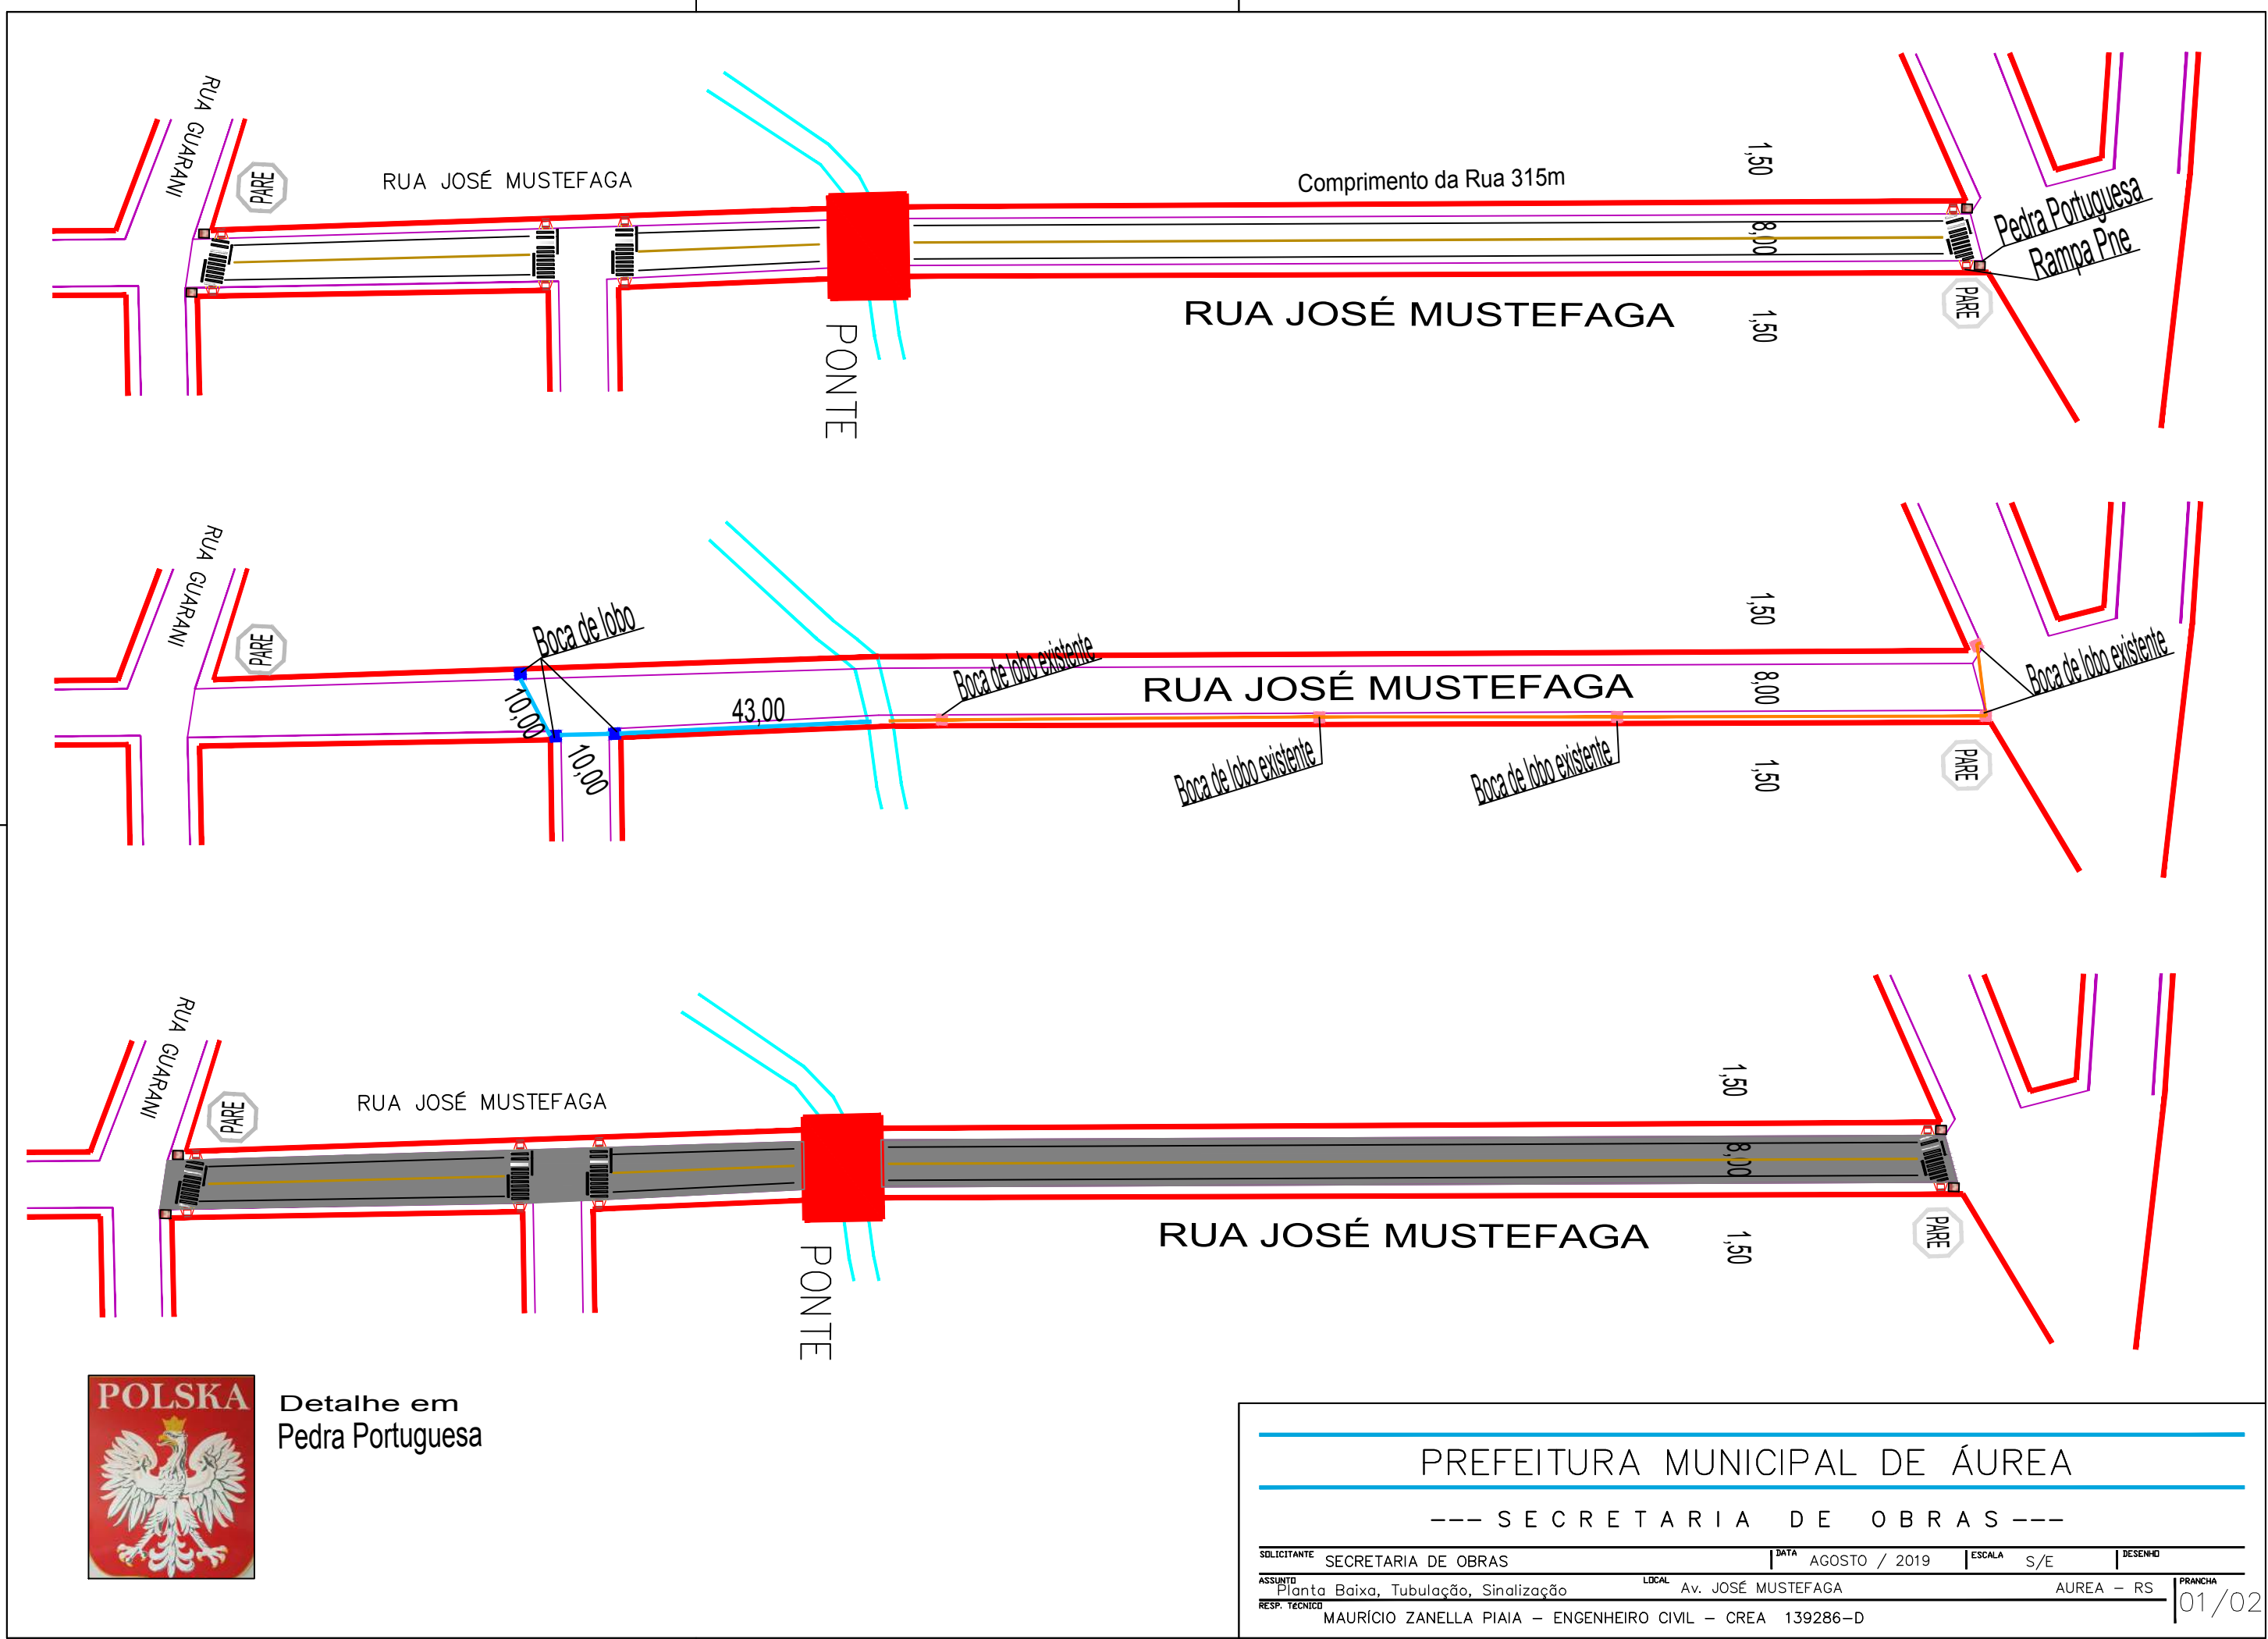 RUA GUARANI
PARE
RUA JOSÉ MUSTEFAGA
Comprimento da Rua 315m
1,50
8,00
1,50
Pedra Portuguesa
Rampa Pne
PARE
RUA JOSÉ MUSTEFAGA
PONTE
RUA GUARANI
PARE
Boca de lobo
10,00
10,00
43,00
Boca de lobo existente
RUA JOSÉ MUSTEFAGA
1,50
8,00
1,50
Boca de lobo existente
Boca de lobo existente
Boca de lobo existente
PARE
RUA GUARANI
PARE
RUA JOSÉ MUSTEFAGA
1,50
8,00
1,50
PARE
RUA JOSÉ MUSTEFAGA
PONTE
POLSKA
Detalhe em
Pedra Portuguesa
PREFEITURA MUNICIPAL DE ÁUREA
--- SECRETARIA DE OBRAS ---
SOLICITANTE SECRETARIA DE OBRAS DATA AGOSTO / 2019 ESCALA S/E DESENHO
ASSUNTO Planta Baixa, Tubulação, Sinalização LOCAL Av. JOSÉ MUSTEFAGA AUREA - RS PRANCHA 01/02
RESP. TéCNICO MAURÍCIO ZANELLA PIAIA - ENGENHEIRO CIVIL - CREA 139286-D